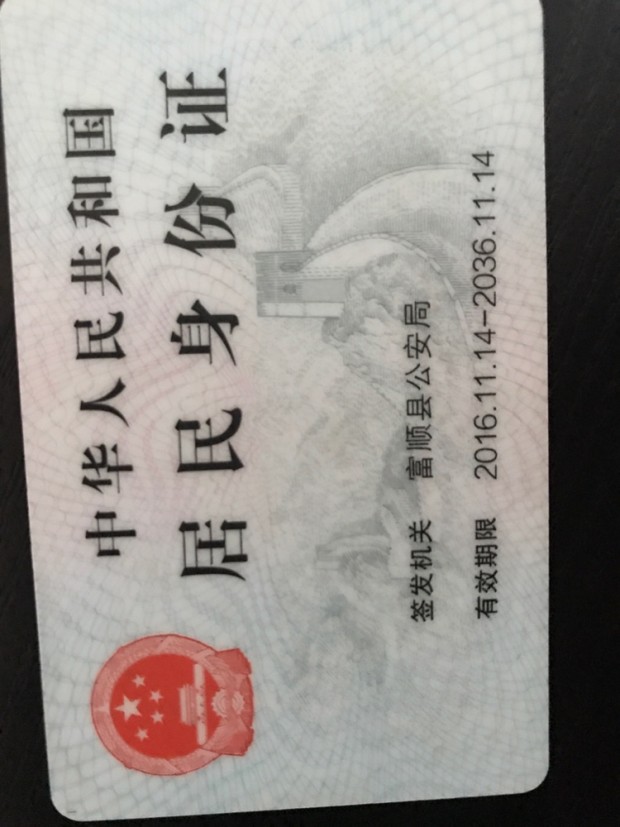 中华人民共和国
居民身份证
签发机关 富顺县公安局
有效期限 2016.11.14-2036.11.14